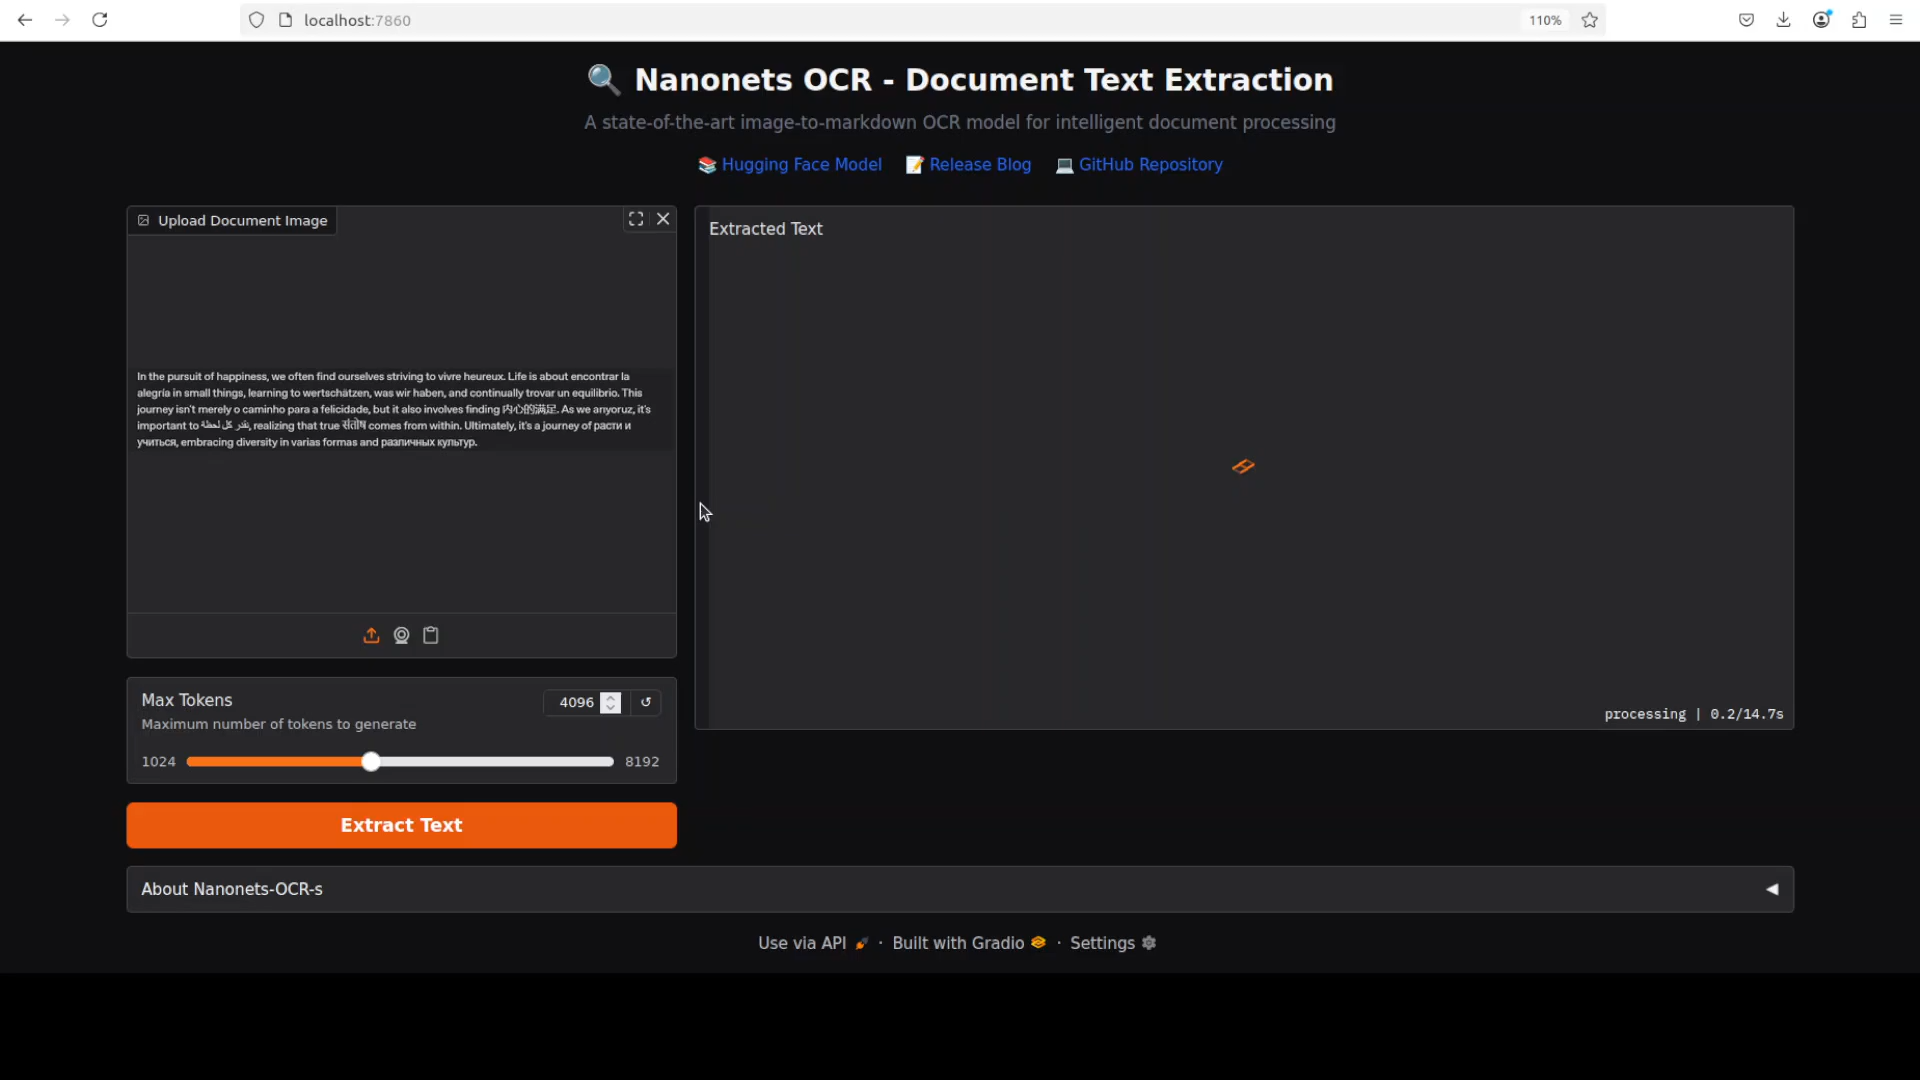 localhost:7860
110%
🔍 Nanonets OCR - Document Text Extraction
A state-of-the-art image-to-markdown OCR model for intelligent document processing
📚 Hugging Face Model 📝 Release Blog 💻 GitHub Repository
Upload Document Image
In the pursuit of happiness, we often find ourselves striving to vivre heureux. Life is about encontrar la
alegría in small things, learning to wertschätzen, was wir haben, and continually trovar un equilibrio. This
journey isn't merely o caminho para a felicidade, but it also involves finding 内心的满足. As we anyoruz, it's
important to نقدر كل لحظة, realizing that true संतोष comes from within. Ultimately, it's a journey of расти и
учиться, embracing diversity in varias formas and различных культур.
Max Tokens
4096
Maximum number of tokens to generate
1024 8192
Extract Text
Extracted Text
processing | 0.2/14.7s
About Nanonets-OCR-s
Use via API 🚀 · Built with Gradio · Settings ⚙️